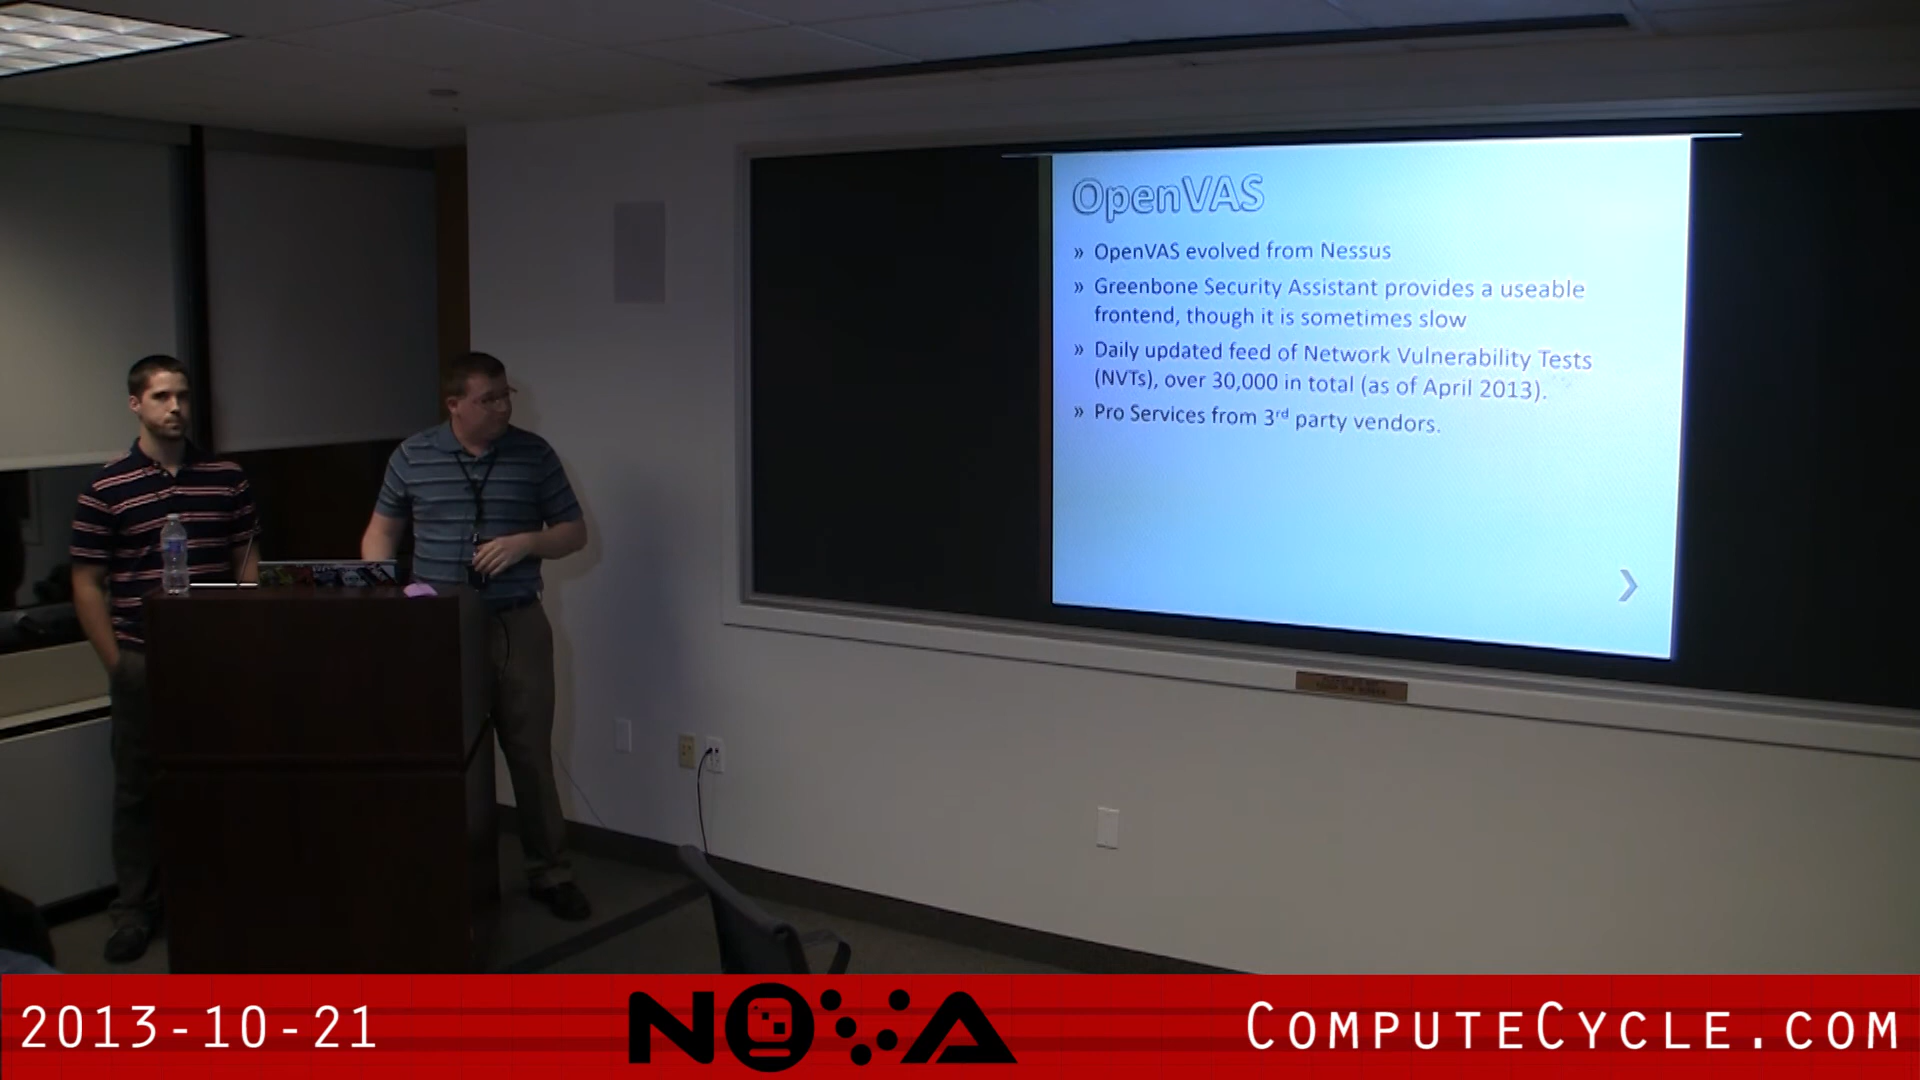 OpenVAS
» OpenVAS evolved from Nessus
» Greenbone Security Assistant provides a useable
frontend, though it is sometimes slow
» Daily updated feed of Network Vulnerability Tests
(NVTs), over 30,000 in total (as of April 2013).
» Pro Services from 3rd party vendors.
2013-10-21
NOVA
COMPUTECYCLE.COM